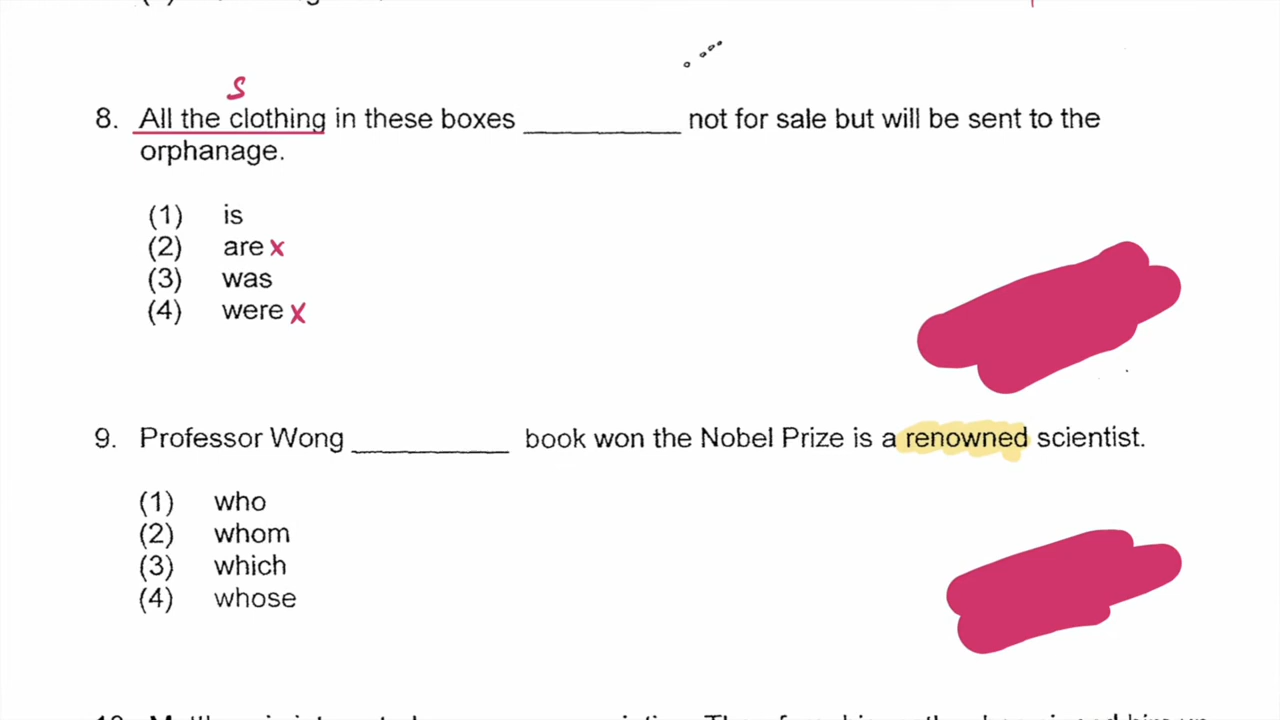 S
8. All the clothing in these boxes __________ not for sale but will be sent to the
orphanage.
(1) is
(2) are x
(3) was
(4) were x
9. Professor Wong __________ book won the Nobel Prize is a renowned scientist.
(1) who
(2) whom
(3) which
(4) whose